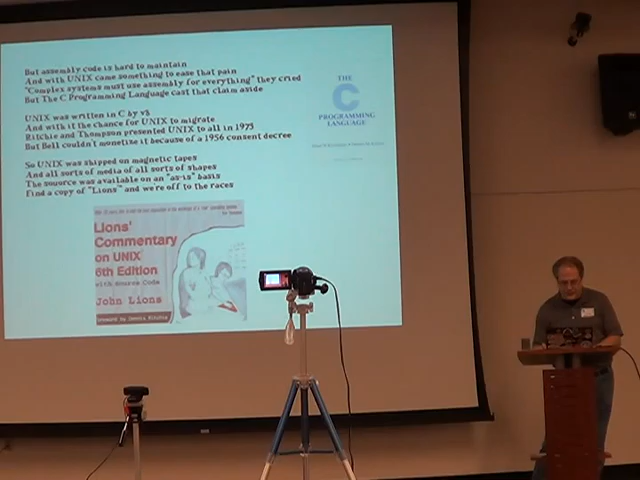 But assembly code is hard to maintain
And with UNIX came something to ease that pain
"Complex systems must use assembly for everything" they cried
But The C Programming Language cast that claim aside
UNIX was written in C by v3
And with it the chance for UNIX to migrate
Ritchie and Thompson presented UNIX to all in 1973
But Bell couldn't monetize it because of a 1956 consent decree
So UNIX was shipped on magnetic tapes
And all sorts of media of all sorts of shapes
The souurce was available on an "as-is" basis
Find a copy of "Lions" and we're off to the races
THE
C
PROGRAMMING
LANGUAGE
Lions'
Commentary
on UNIX
6th Edition
with Source Code
John Lions
Foreword by Dennis Ritchie